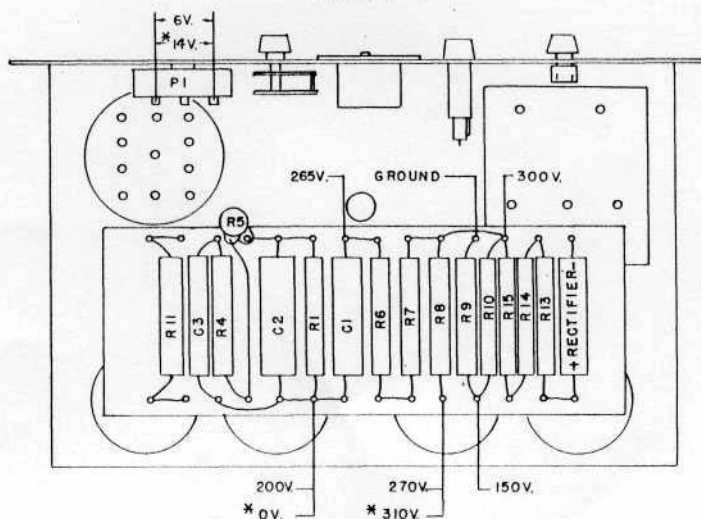 6V.
* 14V.
P1
265V. GROUND 300V.
R5
R11 C3 R4 C2 R1 C1 R6 R7 R8 R9 R10 R15 R14 R13 +RECTIFIER-
200V. 270V. 150V.
* 0V. * 310V.